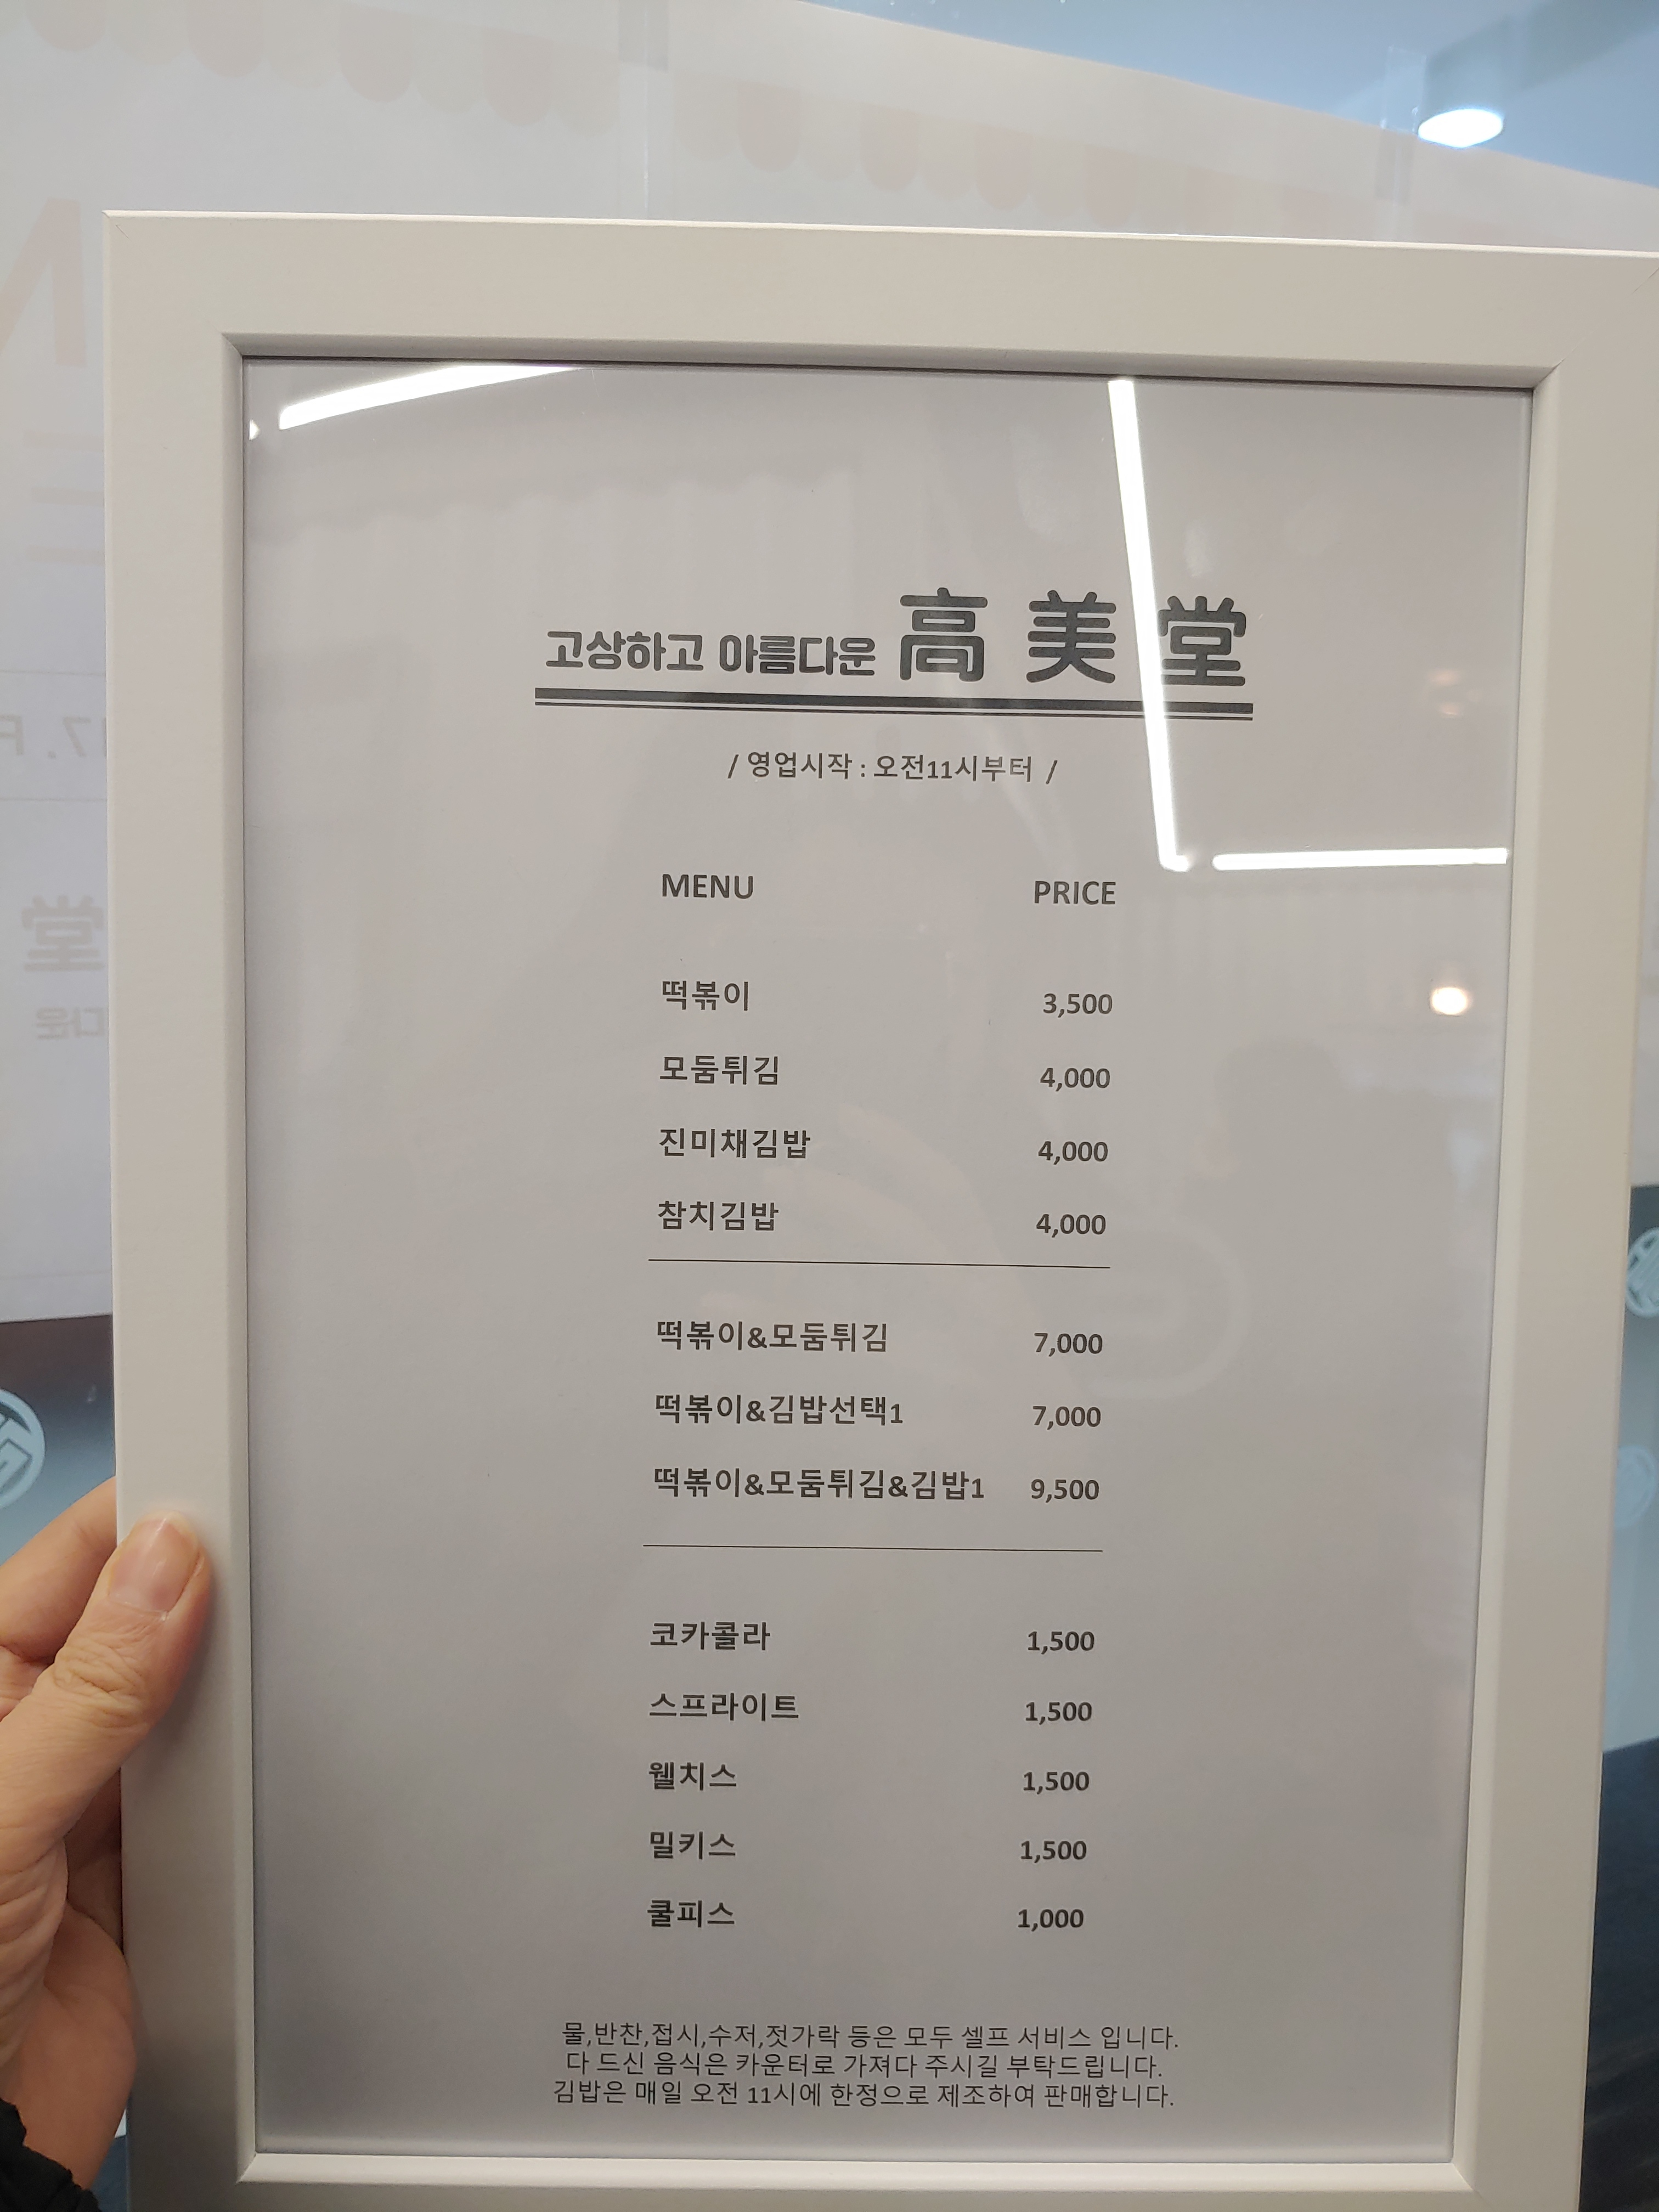 고상하고 아름다운 高美堂
/ 영업시작 : 오전11시부터 /
MENU PRICE
떡볶이 3,500
모둠튀김 4,000
진미채김밥 4,000
참치김밥 4,000
떡볶이&모둠튀김 7,000
떡볶이&김밥선택1 7,000
떡볶이&모둠튀김&김밥1 9,500
코카콜라 1,500
스프라이트 1,500
웰치스 1,500
밀키스 1,500
쿨피스 1,000
물,반찬,접시,수저,젓가락 등은 모두 셀프 서비스 입니다.
다 드신 음식은 카운터로 가져다 주시길 부탁드립니다.
김밥은 매일 오전 11시에 한정으로 제조하여 판매합니다.